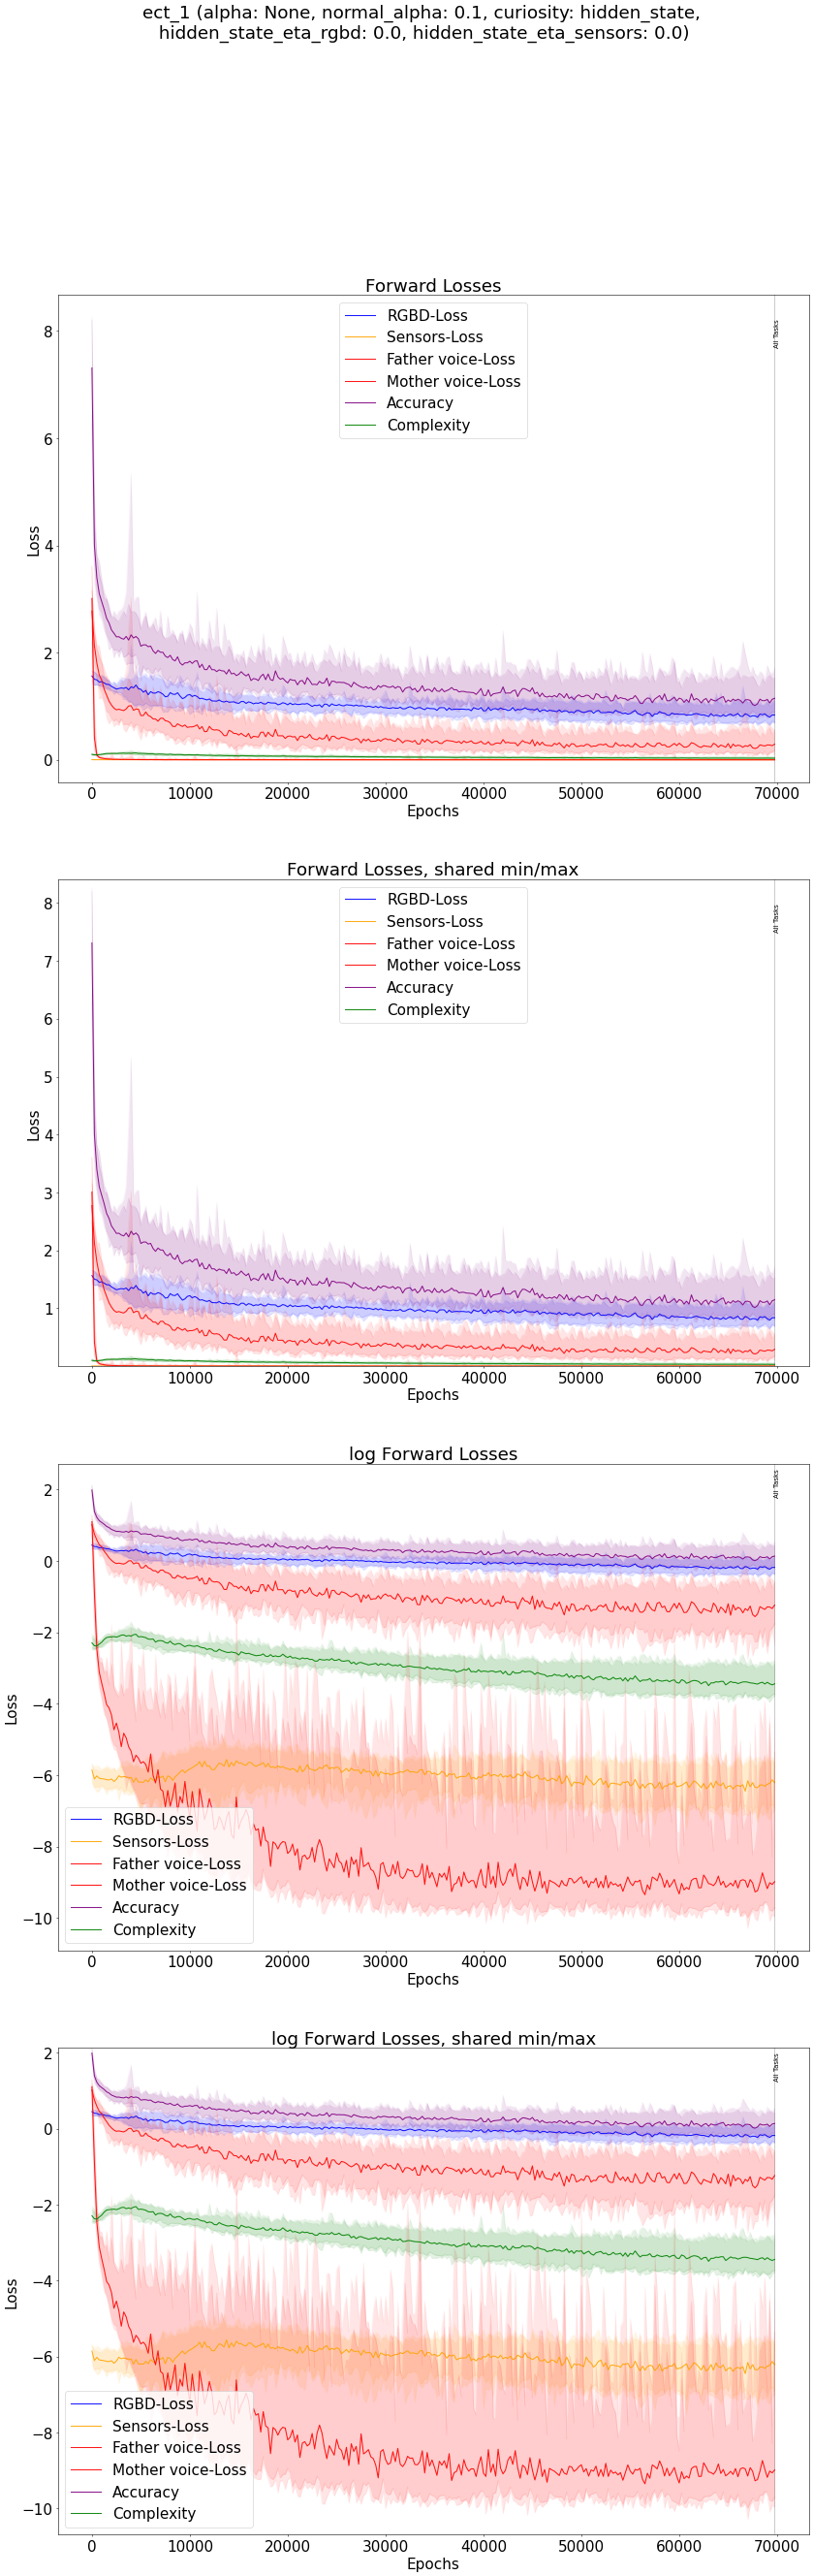 ect_1 (alpha: None, normal_alpha: 0.1, curiosity: hidden_state,
hidden_state_eta_rgbd: 0.0, hidden_state_eta_sensors: 0.0)
Forward Losses
RGBD-Loss
Sensors-Loss
Father voice-Loss
Mother voice-Loss
Accuracy
Complexity
All Tasks
8
6
4
2
0
Loss
0 10000 20000 30000 40000 50000 60000 70000
Epochs
Forward Losses, shared min/max
RGBD-Loss
Sensors-Loss
Father voice-Loss
Mother voice-Loss
Accuracy
Complexity
All Tasks
8
7
6
5
4
3
2
1
Loss
0 10000 20000 30000 40000 50000 60000 70000
Epochs
log Forward Losses
All Tasks
2
0
−2
−4
−6
−8
−10
Loss
RGBD-Loss
Sensors-Loss
Father voice-Loss
Mother voice-Loss
Accuracy
Complexity
0 10000 20000 30000 40000 50000 60000 70000
Epochs
log Forward Losses, shared min/max
All Tasks
2
0
−2
−4
−6
−8
−10
Loss
RGBD-Loss
Sensors-Loss
Father voice-Loss
Mother voice-Loss
Accuracy
Complexity
0 10000 20000 30000 40000 50000 60000 70000
Epochs